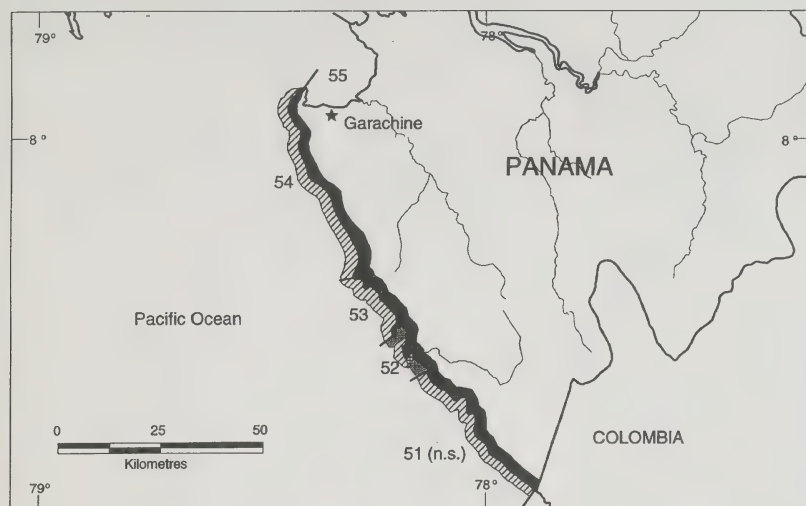 79°
78°
55
Garachine
8°
8°
PANAMA
54
53
Pacific Ocean
52
0 25 50
Kilometres
51 (n.s.)
COLOMBIA
79°
78°